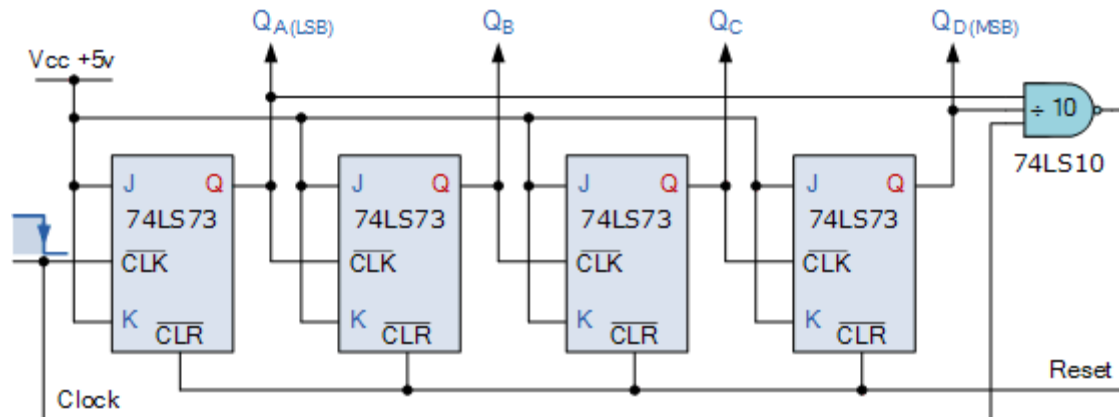 QA(LSB) QB QC QD(MSB)
Vcc +5v
÷ 10
74LS10
J Q J Q J Q J Q
74LS73 74LS73 74LS73 74LS73
CLK CLK CLK CLK
K CLR K CLR K CLR K CLR
Reset
Clock